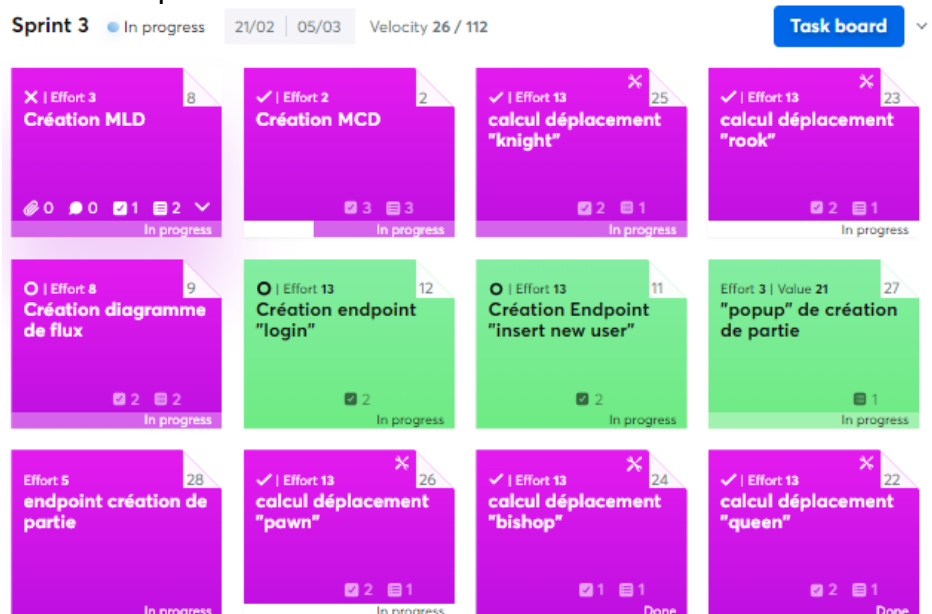 Sprint 3 In progress 21/02 05/03 Velocity 26 / 112 Task board
| Effort 3 8
Création MLD
0 0 1 2
In progress
| Effort 2 2
Création MCD
3 3
In progress
| Effort 13 25
calcul déplacement
"knight"
2 1
In progress
| Effort 13 23
calcul déplacement
"rook"
2 1
In progress
| Effort 8 9
Création diagramme
de flux
2 2
In progress
| Effort 13 12
Création endpoint
"login"
2
In progress
| Effort 13 11
Création Endpoint
"insert new user"
2
In progress
Effort 3 | Value 21 27
"popup" de création
de partie
1
In progress
Effort 5 28
endpoint création de
partie
In progress
| Effort 13 26
calcul déplacement
"pawn"
2 1
In progress
| Effort 13 24
calcul déplacement
"bishop"
1 1
Done
| Effort 13 22
calcul déplacement
"queen"
2 1
Done